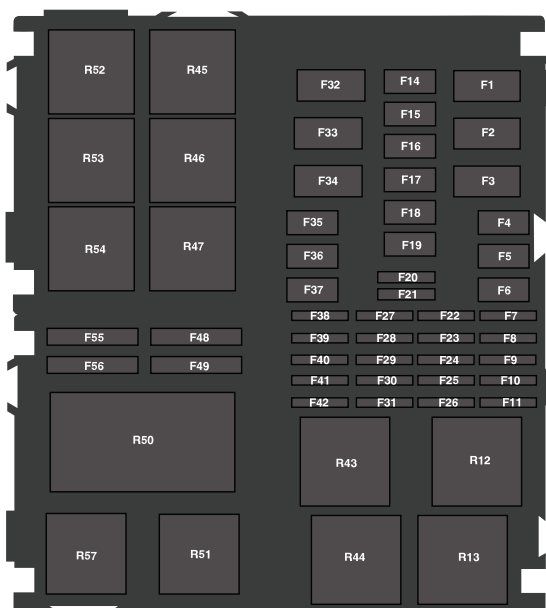 R52 R45
F32 F14 F1
F15
F33 F16 F2
R53 R46
F34 F17 F3
F18
F35 F4
R54 R47
F19
F36 F5
F20
F37 F21 F6
F38 F27 F22 F7
F55 F48
F39 F28 F23 F8
F56 F49
F40 F29 F24 F9
F41 F30 F25 F10
F42 F31 F26 F11
R50
R43 R12
R57 R51
R44 R13